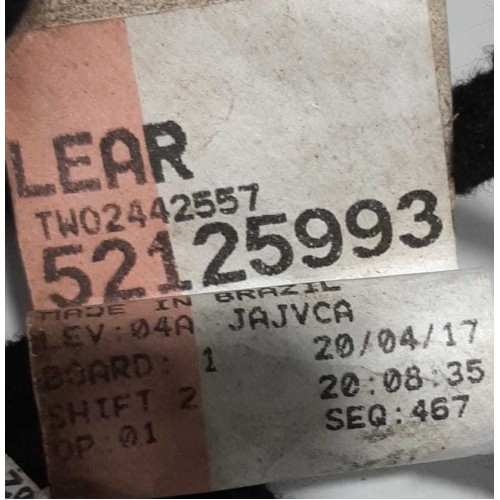 LEAR
TW02442557
52125993
MADE IN BRAZIL
LEV:04A JAJVCA
BOARD: 1 20/04/17
SHIFT 2 20:08:35
OP:01 SEQ:467